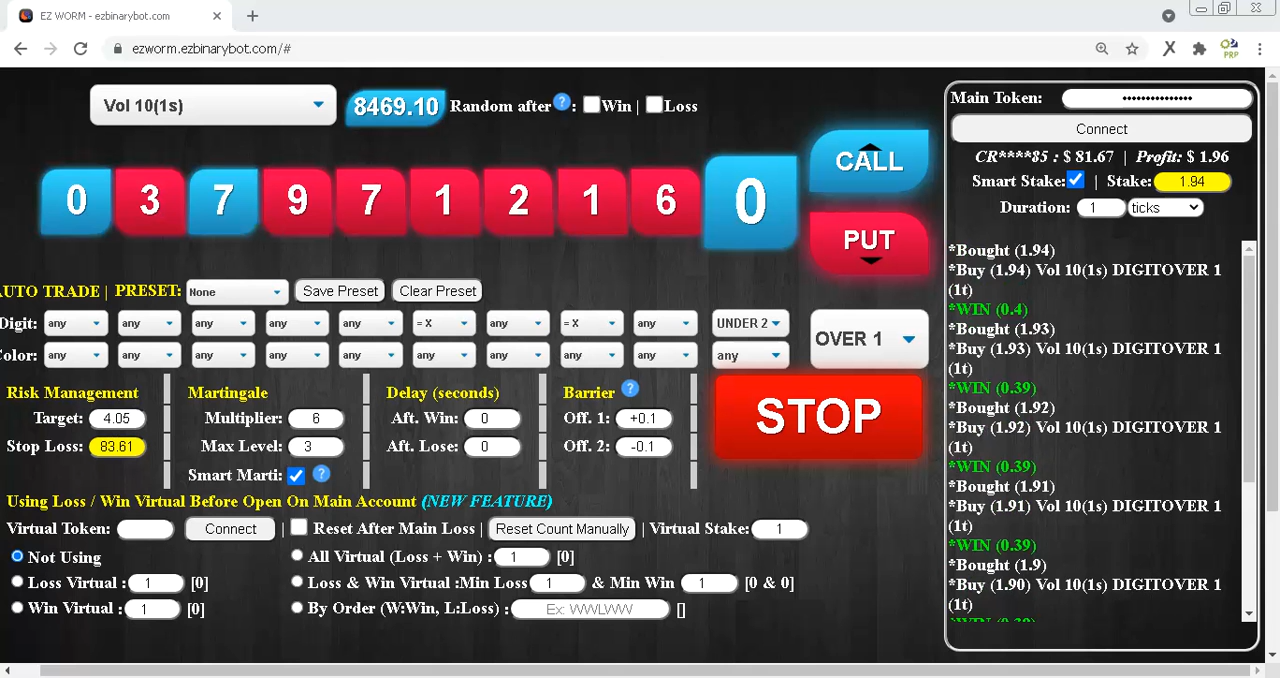 EZ WORM - ezbinarybot.com
ezworm.ezbinarybot.com/#
PRP
Vol 10(1s) 8469.10 Random after ? : Win | Loss
0 3 7 9 7 1 2 1 6 0
CALL
PUT
AUTO TRADE | PRESET: None Save Preset Clear Preset
Digit: any any any any any = X any = X any UNDER 2 OVER 1
Color: any any any any any any any any any any
Risk Management
Target: 4.05
Stop Loss: 83.61
Martingale
Multiplier: 6
Max Level: 3
Smart Marti: ?
Delay (seconds)
Aft. Win: 0
Aft. Lose: 0
Barrier ?
Off. 1: +0.1
Off. 2: -0.1
STOP
Using Loss / Win Virtual Before Open On Main Account (NEW FEATURE)
Virtual Token: Connect | Reset After Main Loss | Reset Count Manually | Virtual Stake: 1
Not Using All Virtual (Loss + Win) : 1 [0]
Loss Virtual : 1 [0] Loss & Win Virtual :Min Loss 1 & Min Win 1 [0 & 0]
Win Virtual : 1 [0] By Order (W:Win, L:Loss) : Ex: WWLWW []
Main Token: •••••••••••••••
Connect
CR****85 : $ 81.67 | Profit: $ 1.96
Smart Stake: | Stake: 1.94
Duration: 1 ticks
*Bought (1.94)
*Buy (1.94) Vol 10(1s) DIGITOVER 1
(1t)
*WIN (0.4)
*Bought (1.93)
*Buy (1.93) Vol 10(1s) DIGITOVER 1
(1t)
*WIN (0.39)
*Bought (1.92)
*Buy (1.92) Vol 10(1s) DIGITOVER 1
(1t)
*WIN (0.39)
*Bought (1.91)
*Buy (1.91) Vol 10(1s) DIGITOVER 1
(1t)
*WIN (0.39)
*Bought (1.9)
*Buy (1.90) Vol 10(1s) DIGITOVER 1
(1t)
*WIN (0.39)